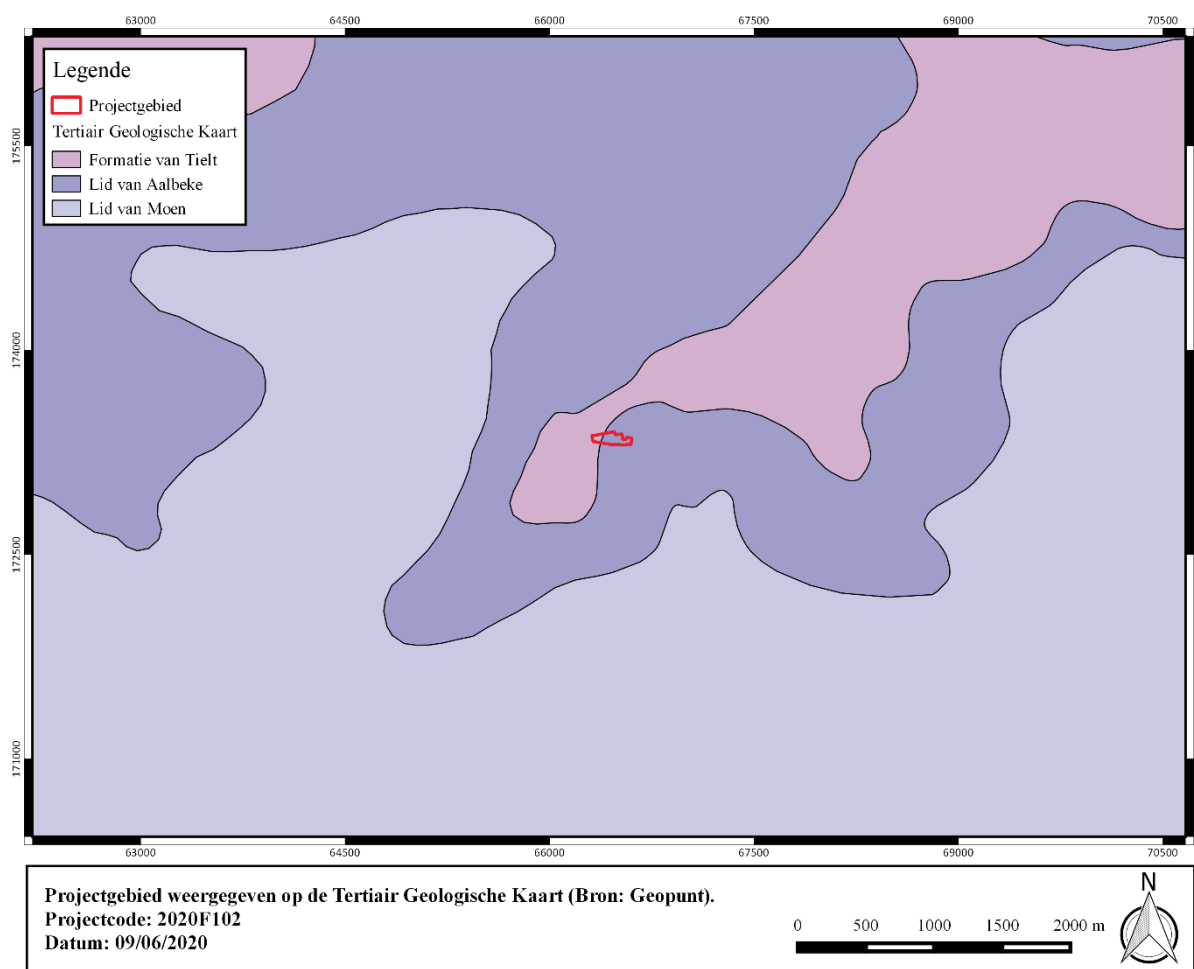 63000 64500 66000 67500 69000 70500
Legende
Projectgebied
Tertiair Geologische Kaart
Formatie van Tielt
Lid van Aalbeke
Lid van Moen
175500
174000
172500
171000
63000 64500 66000 67500 69000 70500
Projectgebied weergegeven op de Tertiair Geologische Kaart (Bron: Geopunt).
Projectcode: 2020F102
Datum: 09/06/2020
0 500 1000 1500 2000 m
N